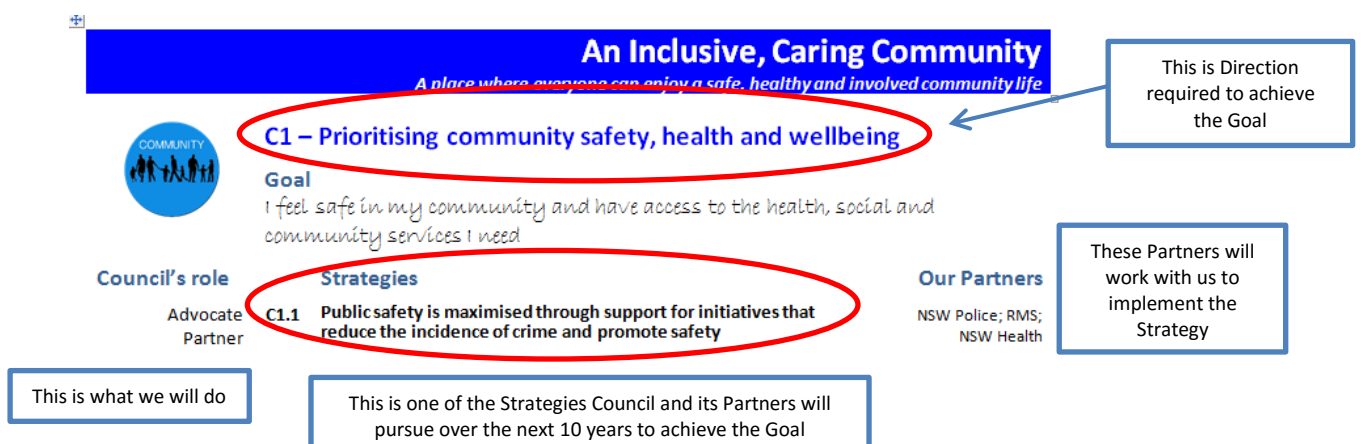 An Inclusive, Caring Community
A place where everyone can enjoy a safe, healthy and involved community life
This is Direction
required to achieve
the Goal
COMMUNITY
C1 – Prioritising community safety, health and wellbeing
Goal
I feel safe in my community and have access to the health, social and
community services I need
Council's role
Advocate
Partner
Strategies
C1.1 Public safety is maximised through support for initiatives that
reduce the incidence of crime and promote safety
Our Partners
NSW Police; RMS;
NSW Health
These Partners will
work with us to
implement the
Strategy
This is what we will do
This is one of the Strategies Council and its Partners will
pursue over the next 10 years to achieve the Goal